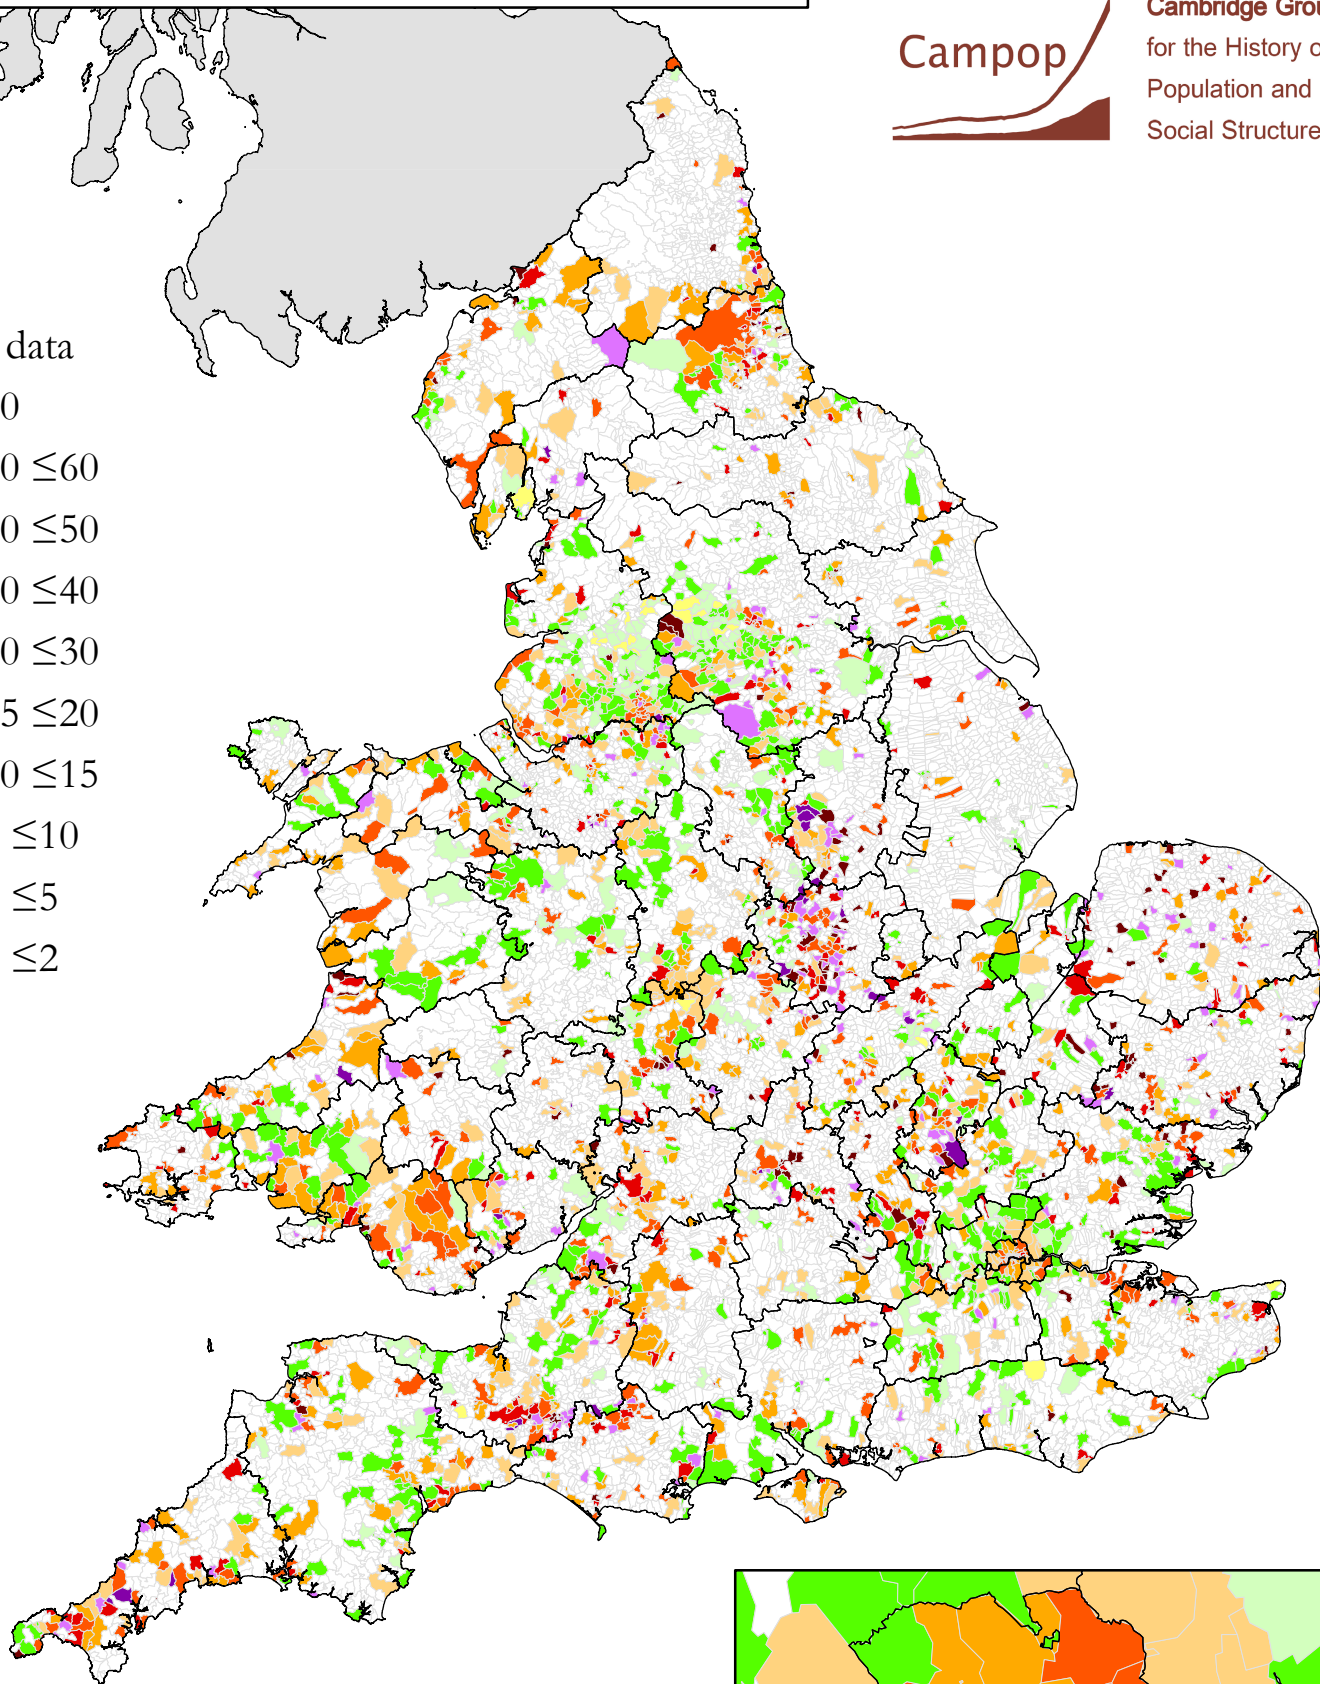 Cambridge Grou
Campop
for the History o
Population and
Social Structure
data
0
0 ≤60
0 ≤50
0 ≤40
0 ≤30
5 ≤20
0 ≤15
≤10
≤5
≤2